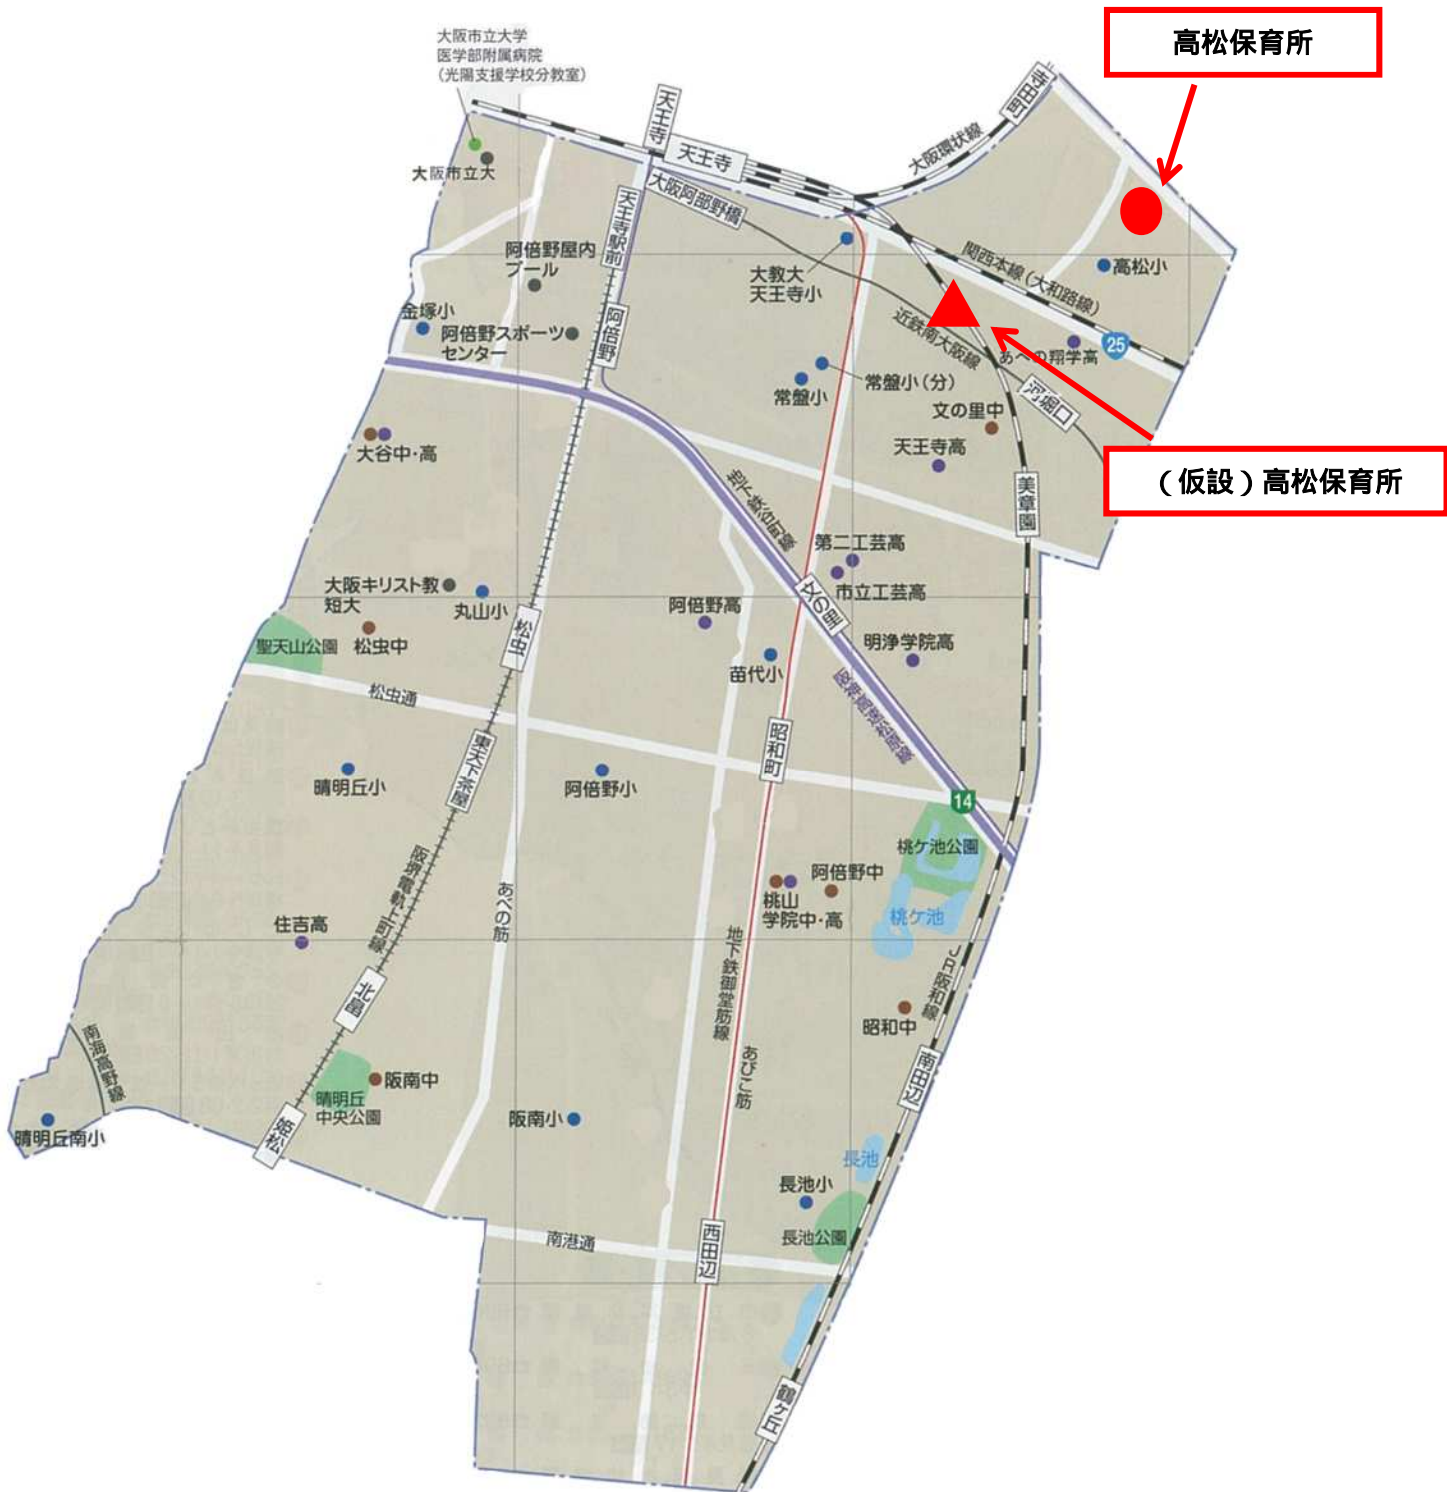 高松保育所
大阪市立大学
医学部附属病院
(光陽支援学校分教室)
天王寺
天王寺
寺田町
大阪環状線
大阪市立大
大阪阿部野橋
天王寺駅前
阿倍野屋内
プール
大教大
天王寺小
関西本線(大和路線)
高松小
金塚小
阿倍野スポーツ
センター
阿倍野
近鉄南大阪線
あべの翔学高
25
常盤小(分)
常盤小
河堀口
文の里中
天王寺高
大谷中・高
(仮設)高松保育所
美章園
地下鉄谷町線
第二工芸高
市立工芸高
文の里
大阪キリスト教
短大
丸山小
阿倍野高
松虫
聖天山公園
松虫中
苗代小
明浄学院高
松虫通
阪神高速松原線
昭和町
東天下茶屋
晴明丘小
阿倍野小
14
桃ケ池公園
阪堺電軌上町線
あべの筋
阿倍野中
桃山
学院中・高
桃ケ池
住吉高
地下鉄御堂筋線
JR阪和線
北畠
昭和中
南海高野線
あびこ筋
南田辺
阪南中
晴明丘
中央公園
姫松
阪南小
晴明丘南小
長池
長池小
西田辺
長池公園
南港通
鶴ケ丘